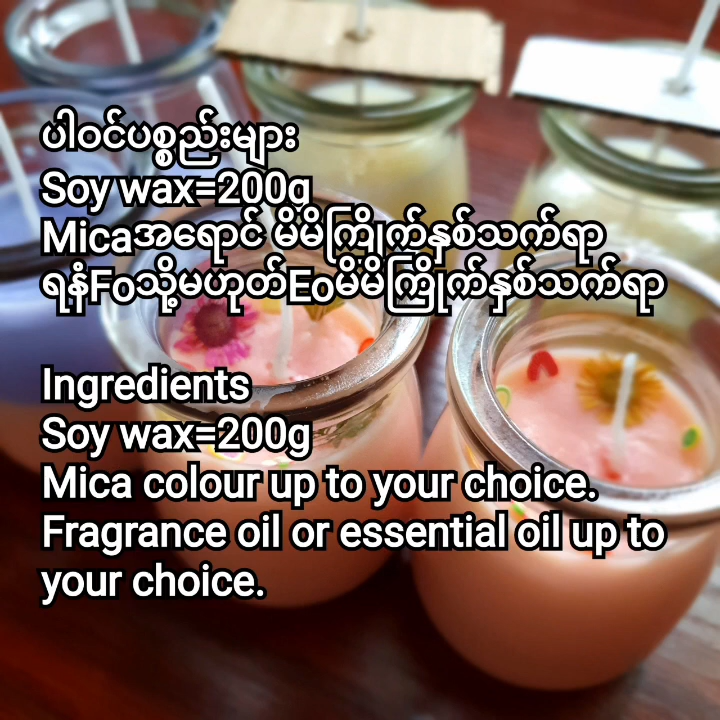 ပါဝင်ပစ္စည်းများ
Soy wax=200g
Micaအရောင် မိမိကြိုက်နှစ်သက်ရာ
ရနံFoသို့မဟုတ်Eoမိမိကြိုက်နှစ်သက်ရာ
Ingredients
Soy wax=200g
Mica colour up to your choice.
Fragrance oil or essential oil up to
your choice.